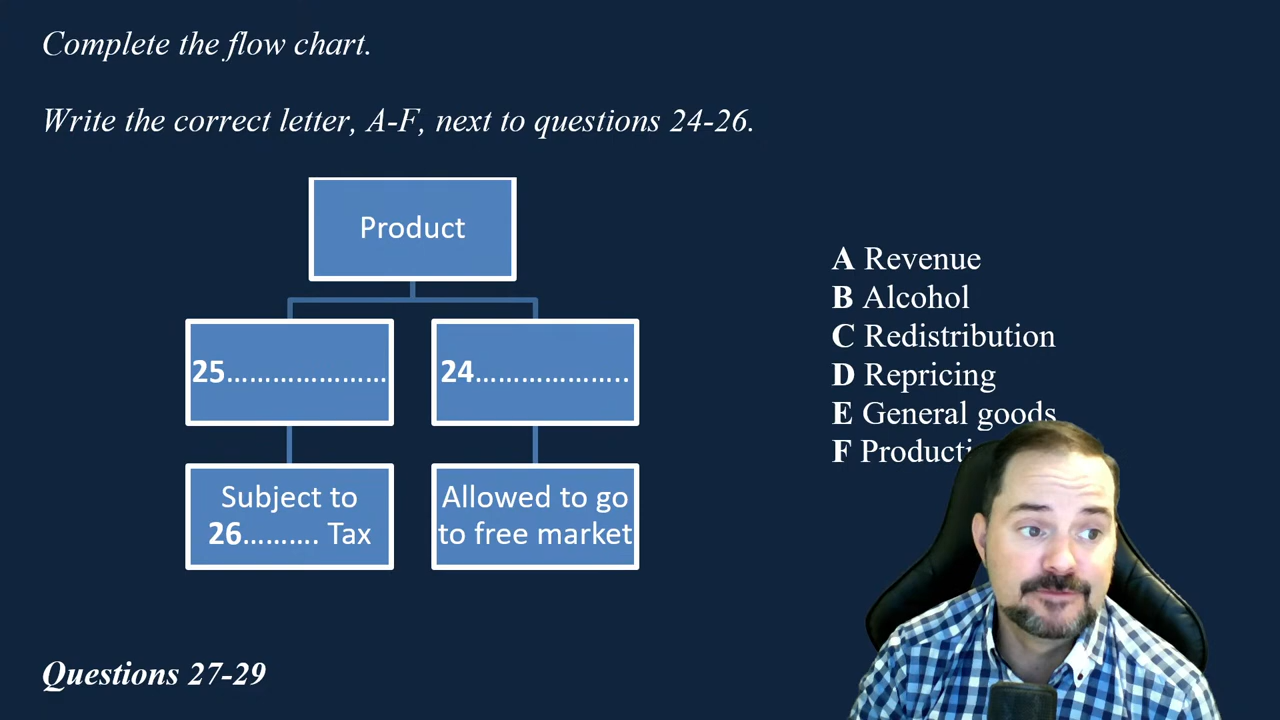 Complete the flow chart.
Write the correct letter, A-F, next to questions 24-26.
Product
25.....................
24....................
Subject to
26.......... Tax
Allowed to go
to free market
A Revenue
B Alcohol
C Redistribution
D Repricing
E General goods
F
Questions 27-29